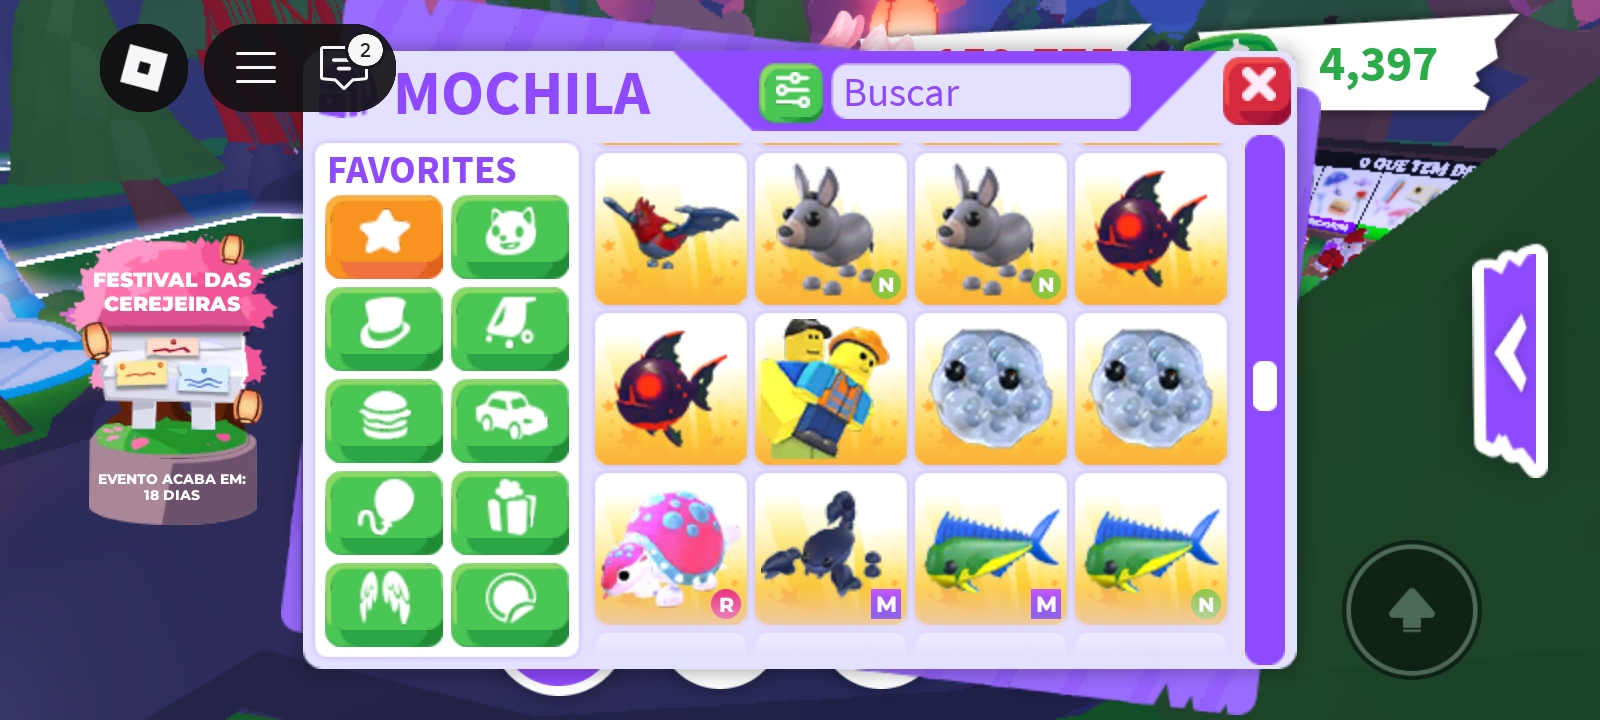 2
MOCHILA
Buscar
4,397
FAVORITES
O QUE TEM DE
N
N
FESTIVAL DAS
CEREJEIRAS
EVENTO ACABA EM:
18 DIAS
R
M
M
N